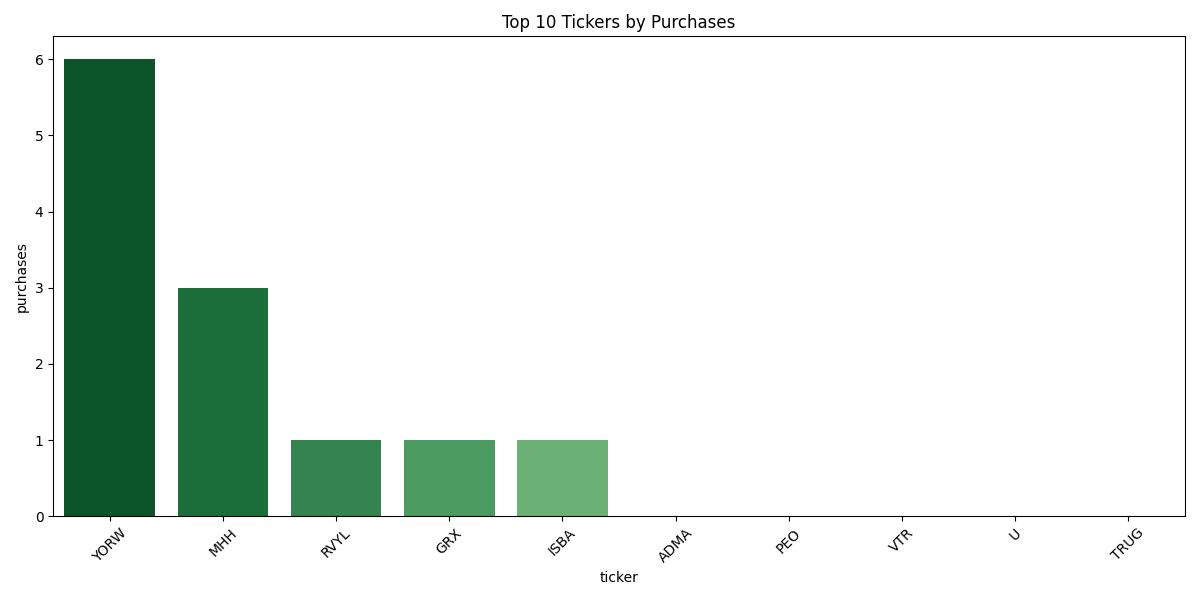 Top 10 Tickers by Purchases
purchases
6
5
4
3
2
1
0
YORW
MHH
RVYL
GRX
ISBA
ADMA
PEO
VTR
U
TRUG
ticker